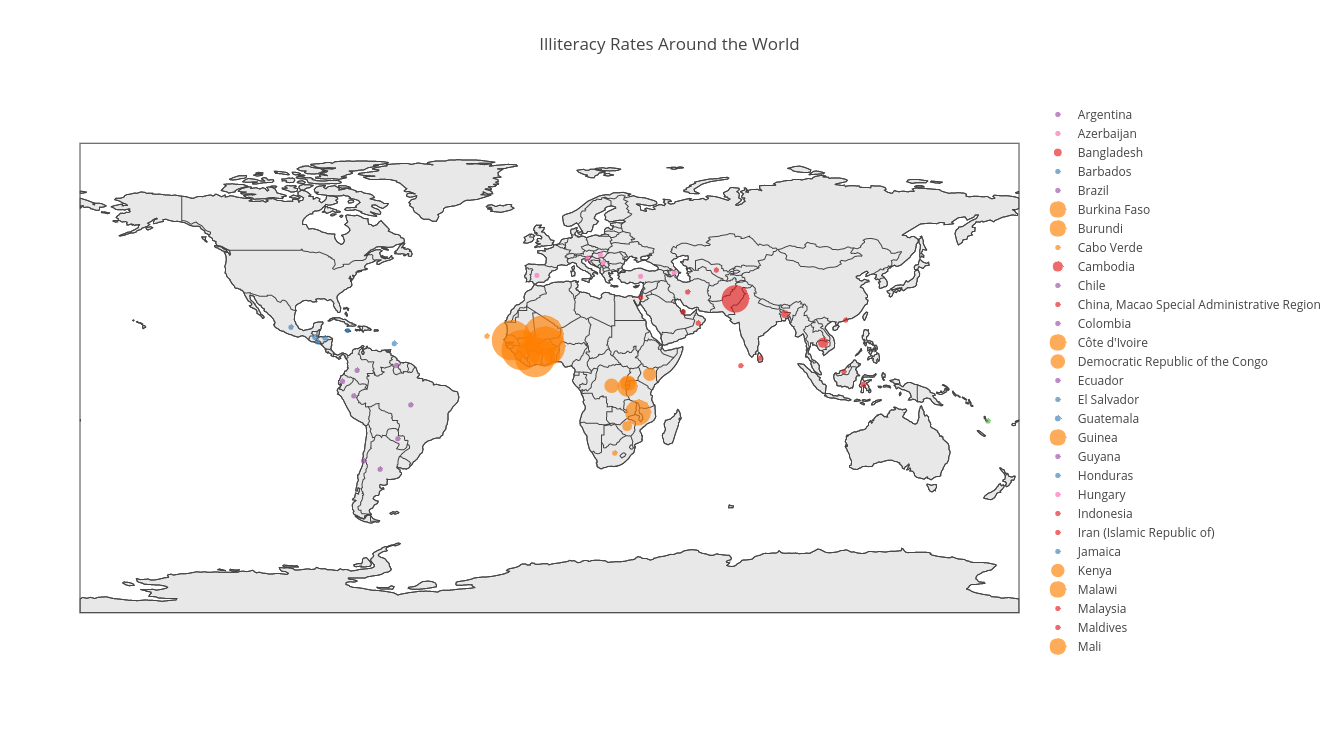 Illiteracy Rates Around the World
Argentina
Azerbaijan
Bangladesh
Barbados
Brazil
Burkina Faso
Burundi
Cabo Verde
Cambodia
Chile
China, Macao Special Administrative Region
Colombia
Côte d'Ivoire
Democratic Republic of the Congo
Ecuador
El Salvador
Guatemala
Guinea
Guyana
Honduras
Hungary
Indonesia
Iran (Islamic Republic of)
Jamaica
Kenya
Malawi
Malaysia
Maldives
Mali